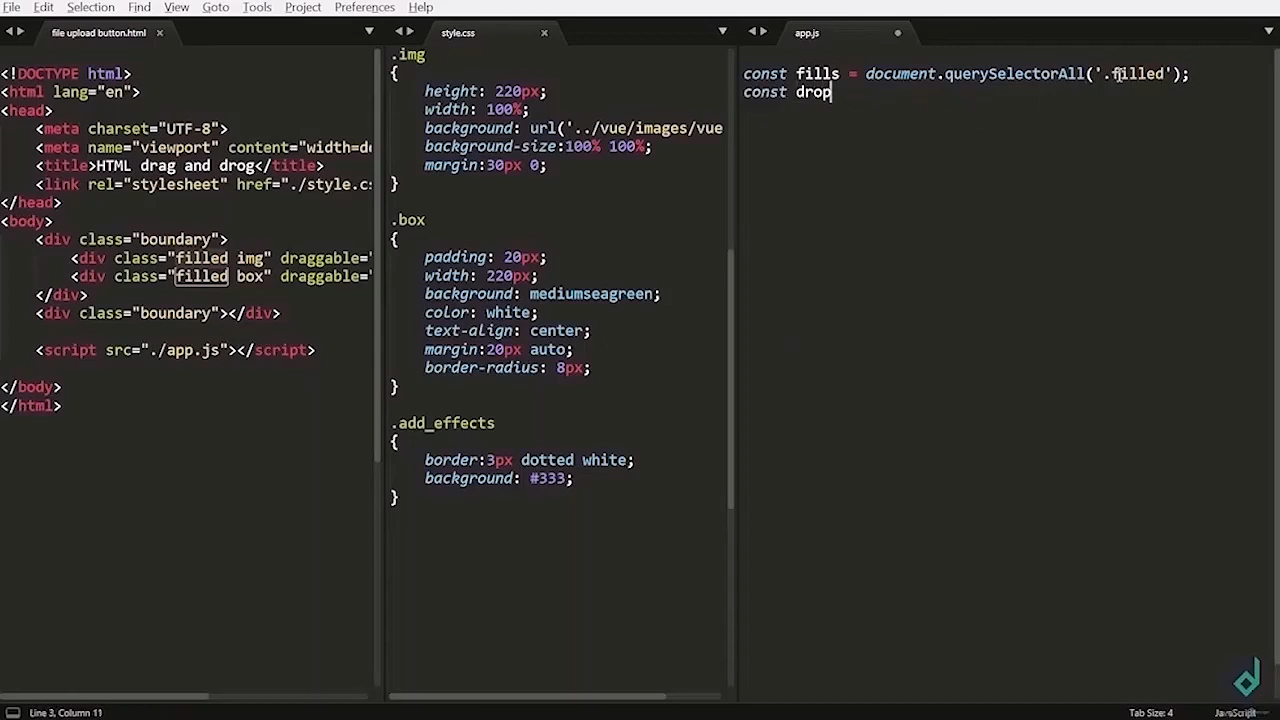 File Edit Selection Find View Goto Tools Project Preferences Help
file upload button.html ×
<!DOCTYPE html>
<html lang="en">
<head>
<meta charset="UTF-8">
<meta name="viewport" content="width=de
<title>HTML drag and drog</title>
<link rel="stylesheet" href="./style.cs
</head>
<body>
<div class="boundary">
<div class="filled img" draggable="
<div class="filled box" draggable="
</div>
<div class="boundary"></div>
<script src="./app.js"></script>
</body>
</html>
style.css ×
.img
{
height: 220px;
width: 100%;
background: url('../vue/images/vue
background-size:100% 100%;
margin:30px 0;
}
.box
{
padding: 20px;
width: 220px;
background: mediumseagreen;
color: white;
text-align: center;
margin:20px auto;
border-radius: 8px;
}
.add_effects
{
border:3px dotted white;
background: #333;
}
app.js
const fills = document.querySelectorAll('.filled');
const drop
Line 3, Column 11
Tab Size: 4
JavaScript